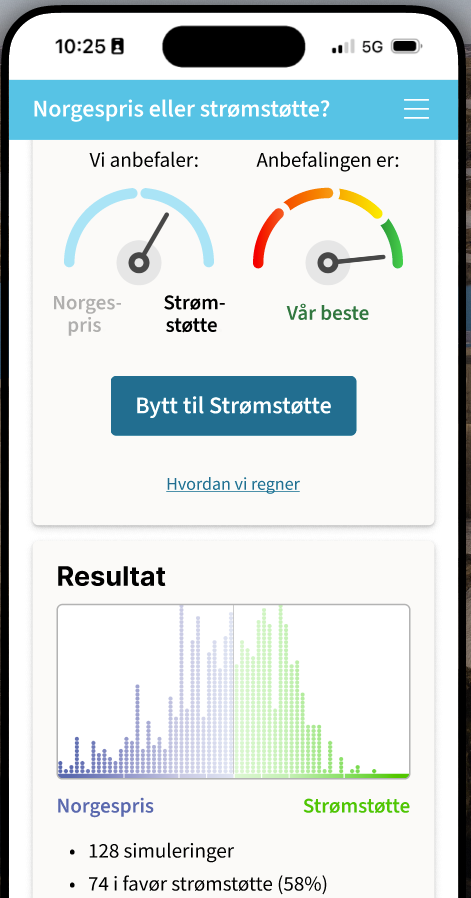 10:25
5G
Norgespris eller strømstøtte?
Vi anbefaler:
Anbefalingen er:
Norges-
pris
Strøm-
støtte
Vår beste
Bytt til Strømstøtte
Hvordan vi regner
Resultat
Norgespris
Strømstøtte
• 128 simuleringer
• 74 i favør strømstøtte (58%)